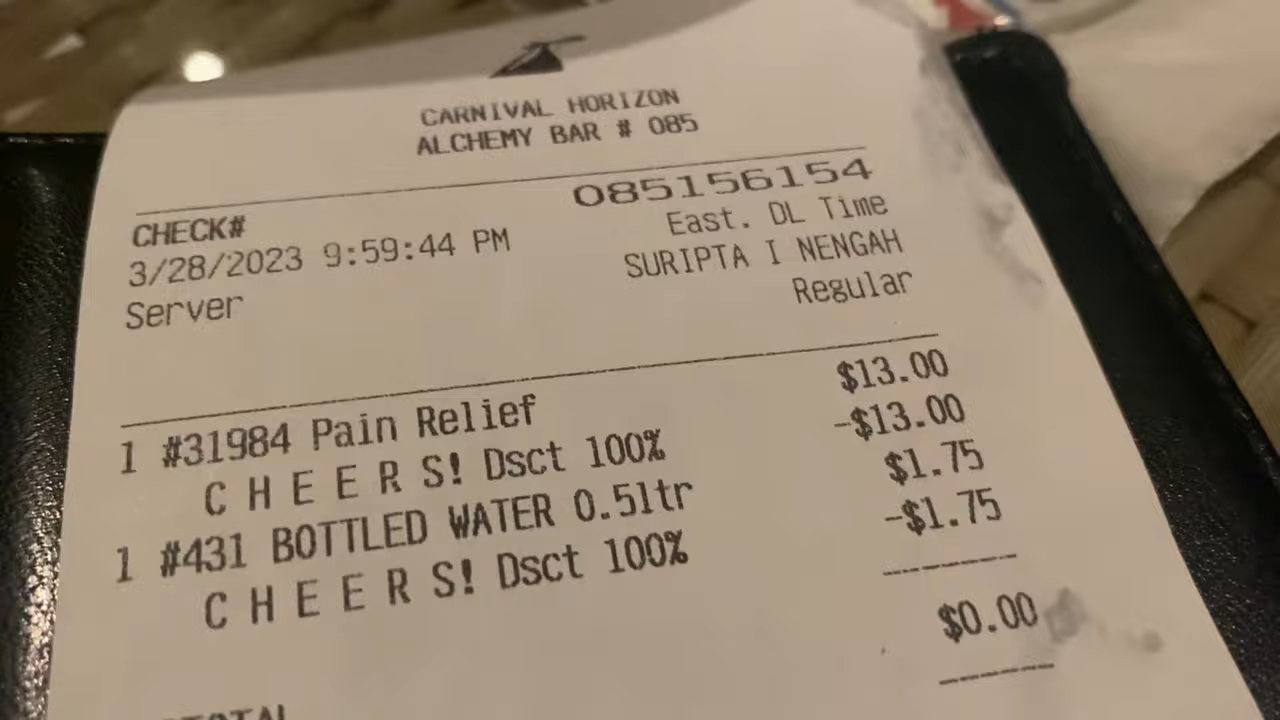 CARNIVAL HORIZON
ALCHEMY BAR # 085
CHECK# 085156154
3/28/2023 9:59:44 PM East. DL Time
Server SURIPTA I NENGAH
Regular
1 #31984 Pain Relief $13.00
C H E E R S! Dsct 100% -$13.00
1 #431 BOTTLED WATER 0.5ltr $1.75
C H E E R S! Dsct 100% -$1.75
$0.00